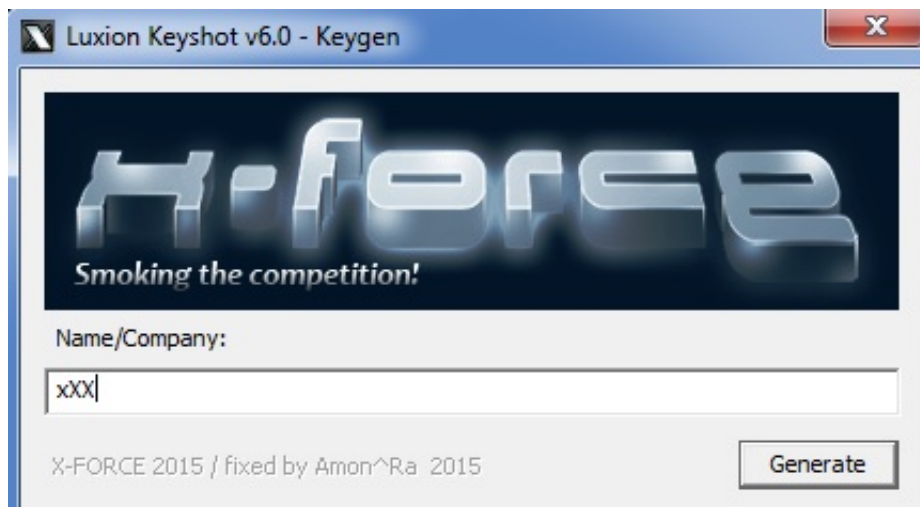 Luxion Keyshot v6.0 - Keygen
x-force
Smoking the competition!
Name/Company:
xXX
X-FORCE 2015 / fixed by Amon^Ra 2015
Generate